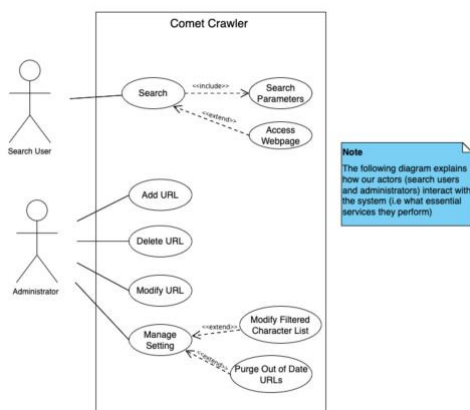 Comet Crawler
Search
<<include>>
Search
Parameters
<<extend>>
Access
Webpage
Search User
Note
The following diagram explains
how our actors (search users
and administrators) interact with
the system (i.e what essential
services they perform)
Add URL
Delete URL
Modify URL
Administrator
Manage
Setting
<<extend>>
Modify Filtered
Character List
<<extend>>
Purge Out of Date
URLs